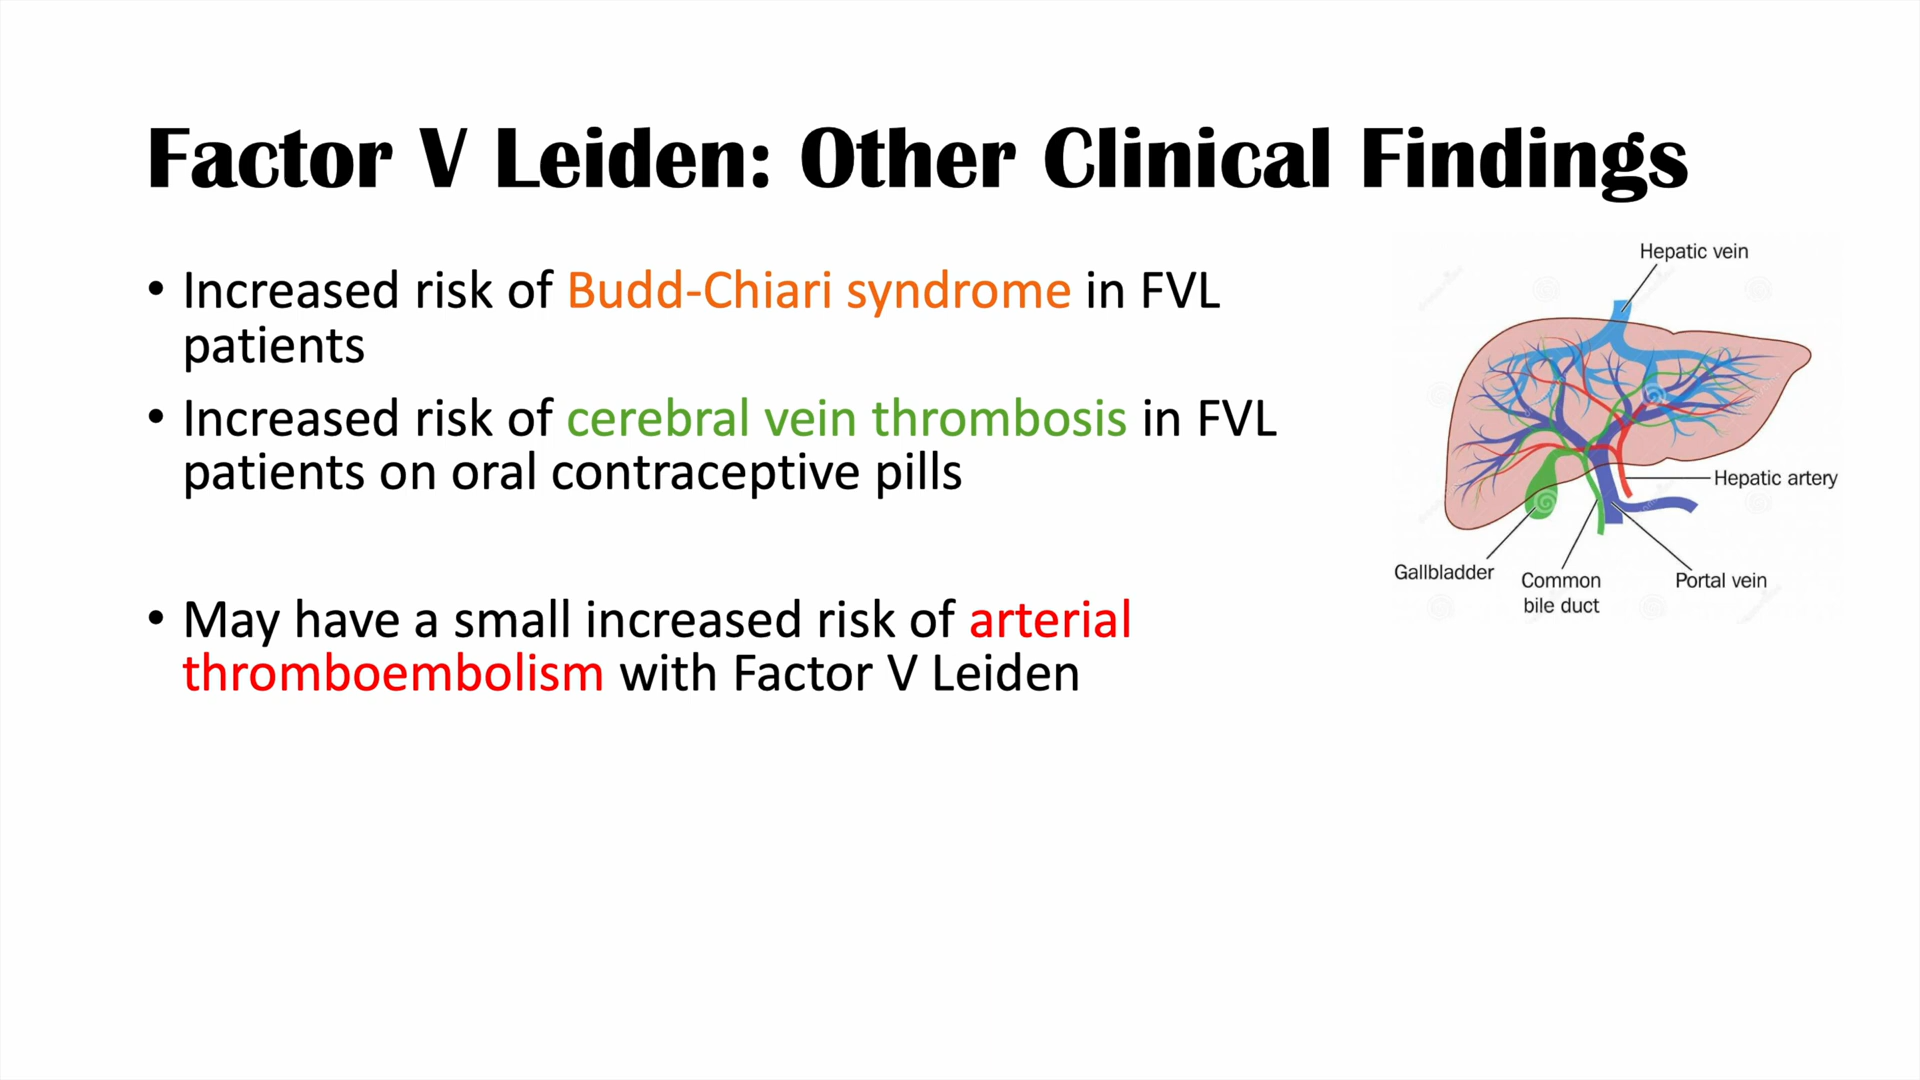 Factor V Leiden: Other Clinical Findings
• Increased risk of Budd-Chiari syndrome in FVL
patients
• Increased risk of cerebral vein thrombosis in FVL
patients on oral contraceptive pills
• May have a small increased risk of arterial
thromboembolism with Factor V Leiden
Hepatic vein
Hepatic artery
Gallbladder
Common
bile duct
Portal vein